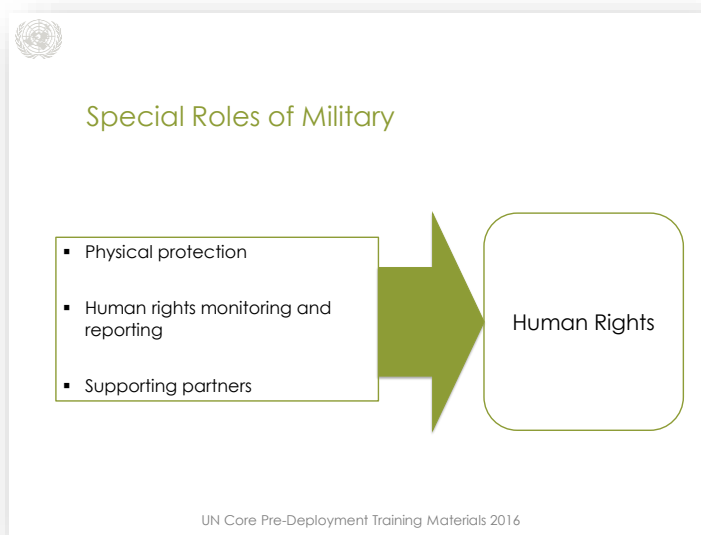 Special Roles of Military
▪ Physical protection
▪ Human rights monitoring and
reporting
▪ Supporting partners
Human Rights
UN Core Pre-Deployment Training Materials 2016